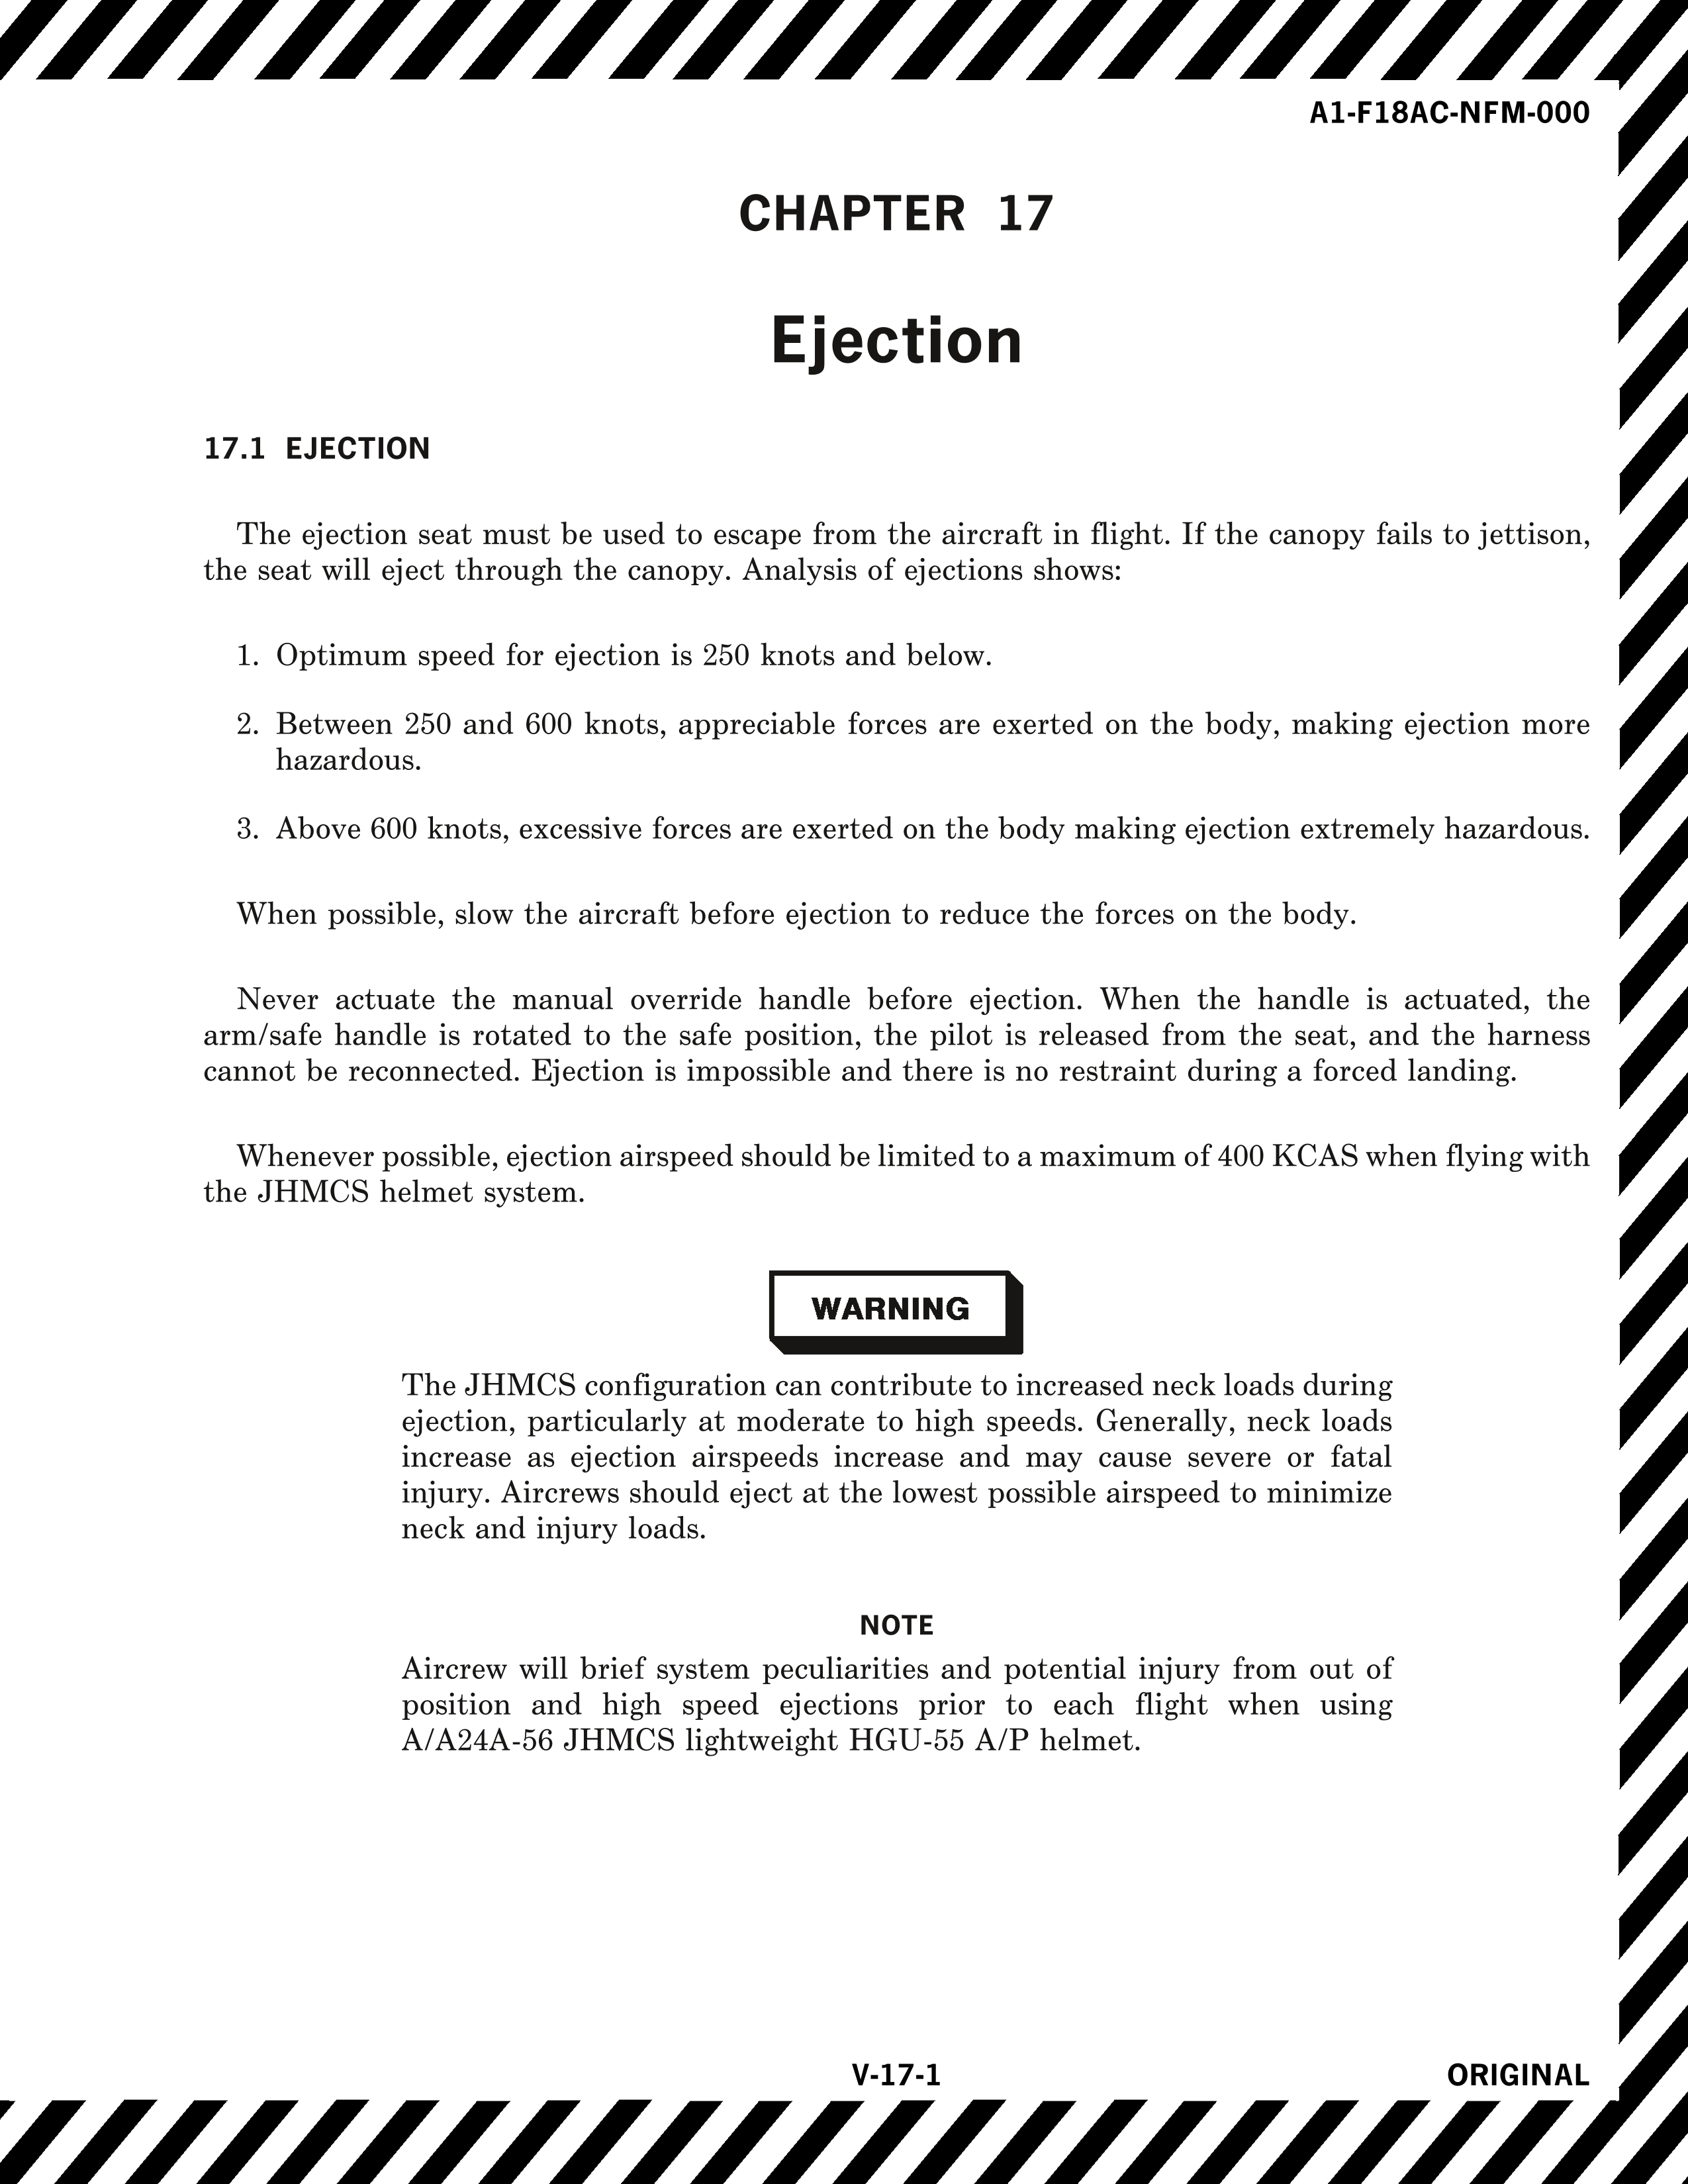 A1-F18AC-NFM-000
CHAPTER 17
Ejection
17.1 EJECTION
The ejection seat must be used to escape from the aircraft in flight. If the canopy fails to jettison,
the seat will eject through the canopy. Analysis of ejections shows:
1. Optimum speed for ejection is 250 knots and below.
2. Between 250 and 600 knots, appreciable forces are exerted on the body, making ejection more
hazardous.
3. Above 600 knots, excessive forces are exerted on the body making ejection extremely hazardous.
When possible, slow the aircraft before ejection to reduce the forces on the body.
Never actuate the manual override handle before ejection. When the handle is actuated, the
arm/safe handle is rotated to the safe position, the pilot is released from the seat, and the harness
cannot be reconnected. Ejection is impossible and there is no restraint during a forced landing.
Whenever possible, ejection airspeed should be limited to a maximum of 400 KCAS when flying with
the JHMCS helmet system.
WARNING
The JHMCS configuration can contribute to increased neck loads during
ejection, particularly at moderate to high speeds. Generally, neck loads
increase as ejection airspeeds increase and may cause severe or fatal
injury. Aircrews should eject at the lowest possible airspeed to minimize
neck and injury loads.
NOTE
Aircrew will brief system peculiarities and potential injury from out of
position and high speed ejections prior to each flight when using
A/A24A-56 JHMCS lightweight HGU-55 A/P helmet.
V-17-1
ORIGINAL